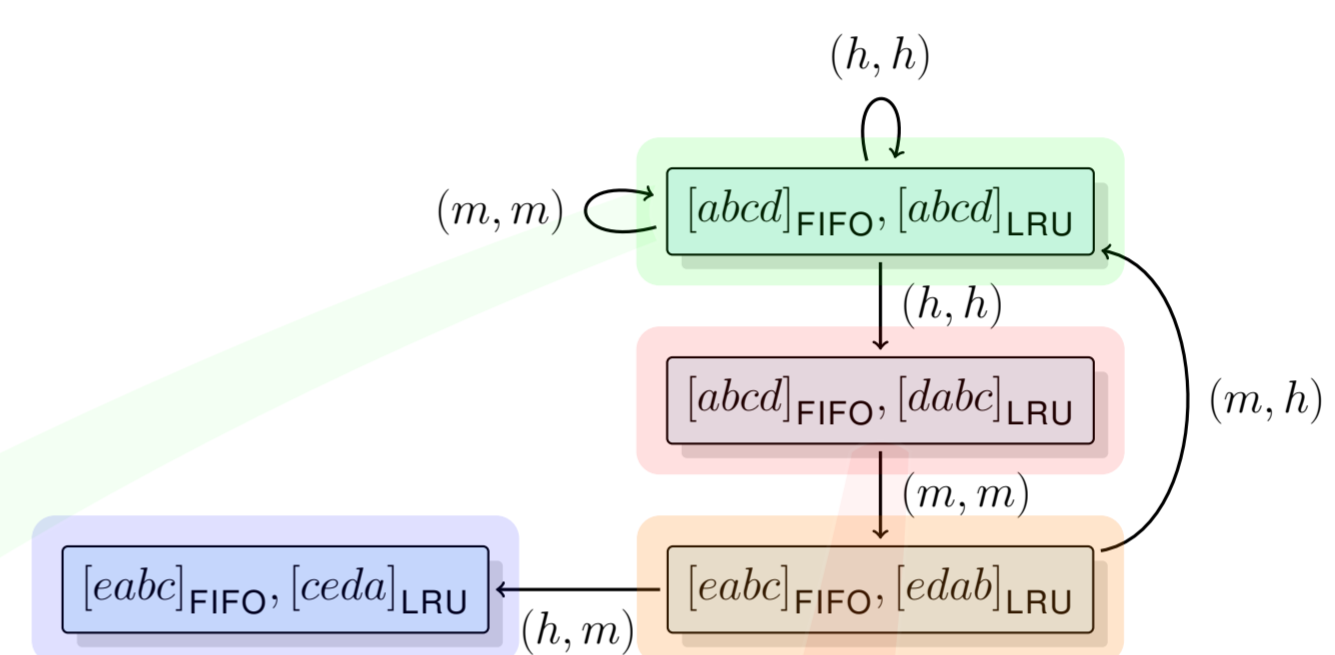 (h, h)
(m, m)
[abcd]FIFO, [abcd]LRU
(h, h)
[abcd]FIFO, [dabc]LRU
(m, h)
(m, m)
[eabc]FIFO, [ceda]LRU
(h, m)
[eabc]FIFO, [edab]LRU